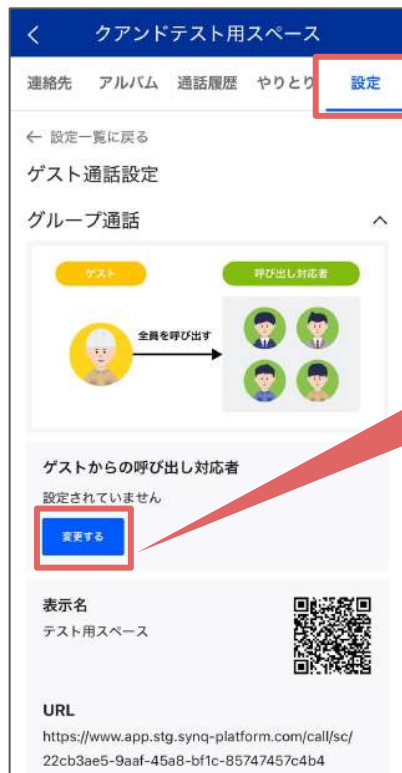 クアンドテスト用スペース
連絡先 アルバム 通話履歴 やりとり 設定
← 設定一覧に戻る
ゲスト通話設定
グループ通話
ゲスト 呼び出し対応者
全員を呼び出す
ゲストからの呼び出し対応者
設定されていません
変更する
表示名
テスト用スペース
URL
https://www.app.stg.synq-platform.com/call/sc/
22cb3ae5-9aaf-45a8-bf1c-85747457c4b4